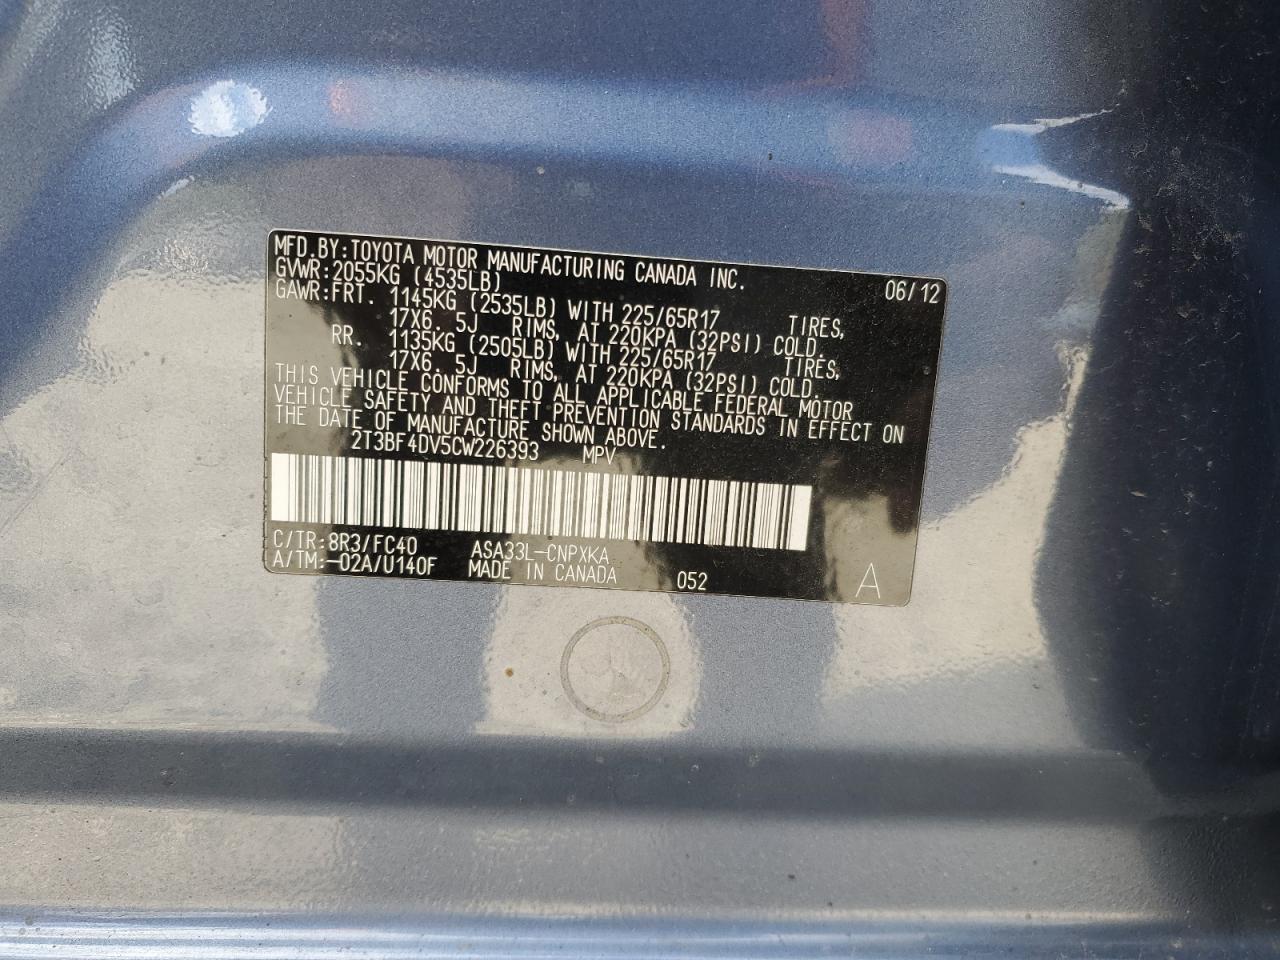 MFD.BY:TOYOTA MOTOR MANUFACTURING CANADA INC. 06/12
GVWR:2055KG (4535LB)
GAWR:FRT. 1145KG (2535LB) WITH 225/65R17 TIRES,
17X6. 5J RIMS, AT 220KPA (32PSI) COLD.
RR. 1135KG (2505LB) WITH 225/65R17 TIRES,
17X6. 5J RIMS, AT 220KPA (32PSI) COLD.
THIS VEHICLE CONFORMS TO ALL APPLICABLE FEDERAL MOTOR
VEHICLE SAFETY AND THEFT PREVENTION STANDARDS IN EFFECT ON
THE DATE OF MANUFACTURE SHOWN ABOVE.
2T3BF4DV5CW226393 MPV
C/TR:8R3/FC40 ASA33L-CNPXKA
A/TM:-02A/U140F MADE IN CANADA 052 A